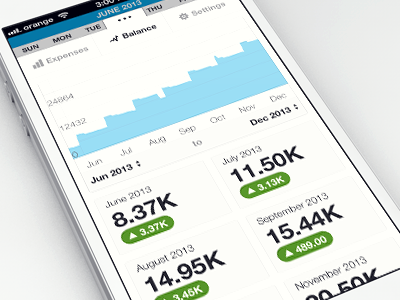 orange 3:00
JUNE 2013
SUN MON TUE ••• THU
Expenses Balance Settings
24864
12432
0
Jun Jul Aug Sep Oct Nov Dec
Jun 2013 to Dec 2013
June 2013
8.37K
3.37K
July 2013
11.50K
3.13K
August 2013
14.95K
3.45K
September 2013
15.44K
489.00
November 2013